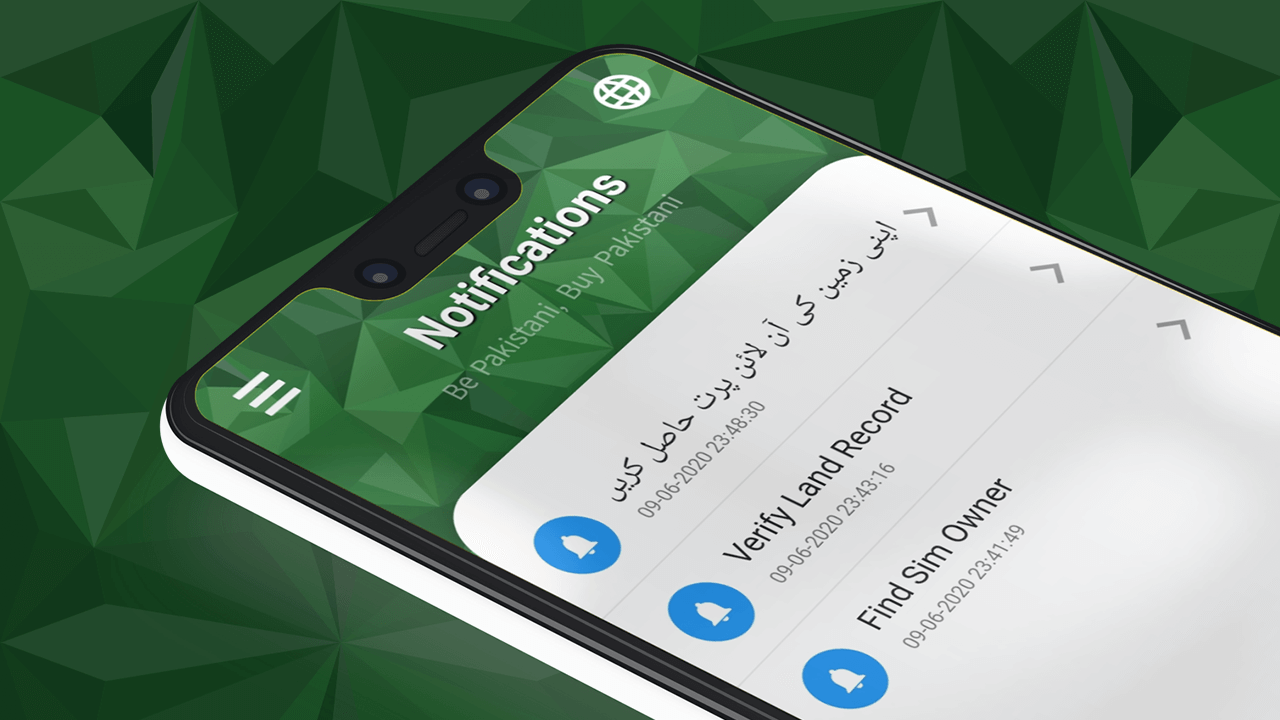 Notifications
Be Pakistani, Buy Pakistani
اپنی زمین کی آن لائن پرت حاصل کریں
09-06-2020 23:48:30
Verify Land Record
09-06-2020 23:43:16
Find Sim Owner
09-06-2020 23:41:49